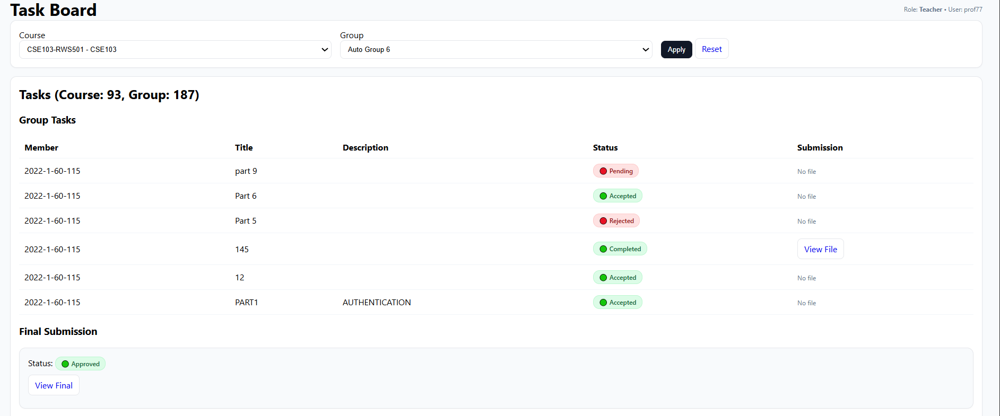 Task Board
Role: Teacher • User: prof77
Course
Group
CSE103-RWS501 - CSE103
Auto Group 6
Apply
Reset
Tasks (Course: 93, Group: 187)
Group Tasks
Member Title Description Status Submission
2022-1-60-115 part 9 Pending No file
2022-1-60-115 Part 6 Accepted No file
2022-1-60-115 Part 5 Rejected No file
2022-1-60-115 145 Completed View File
2022-1-60-115 12 Accepted No file
2022-1-60-115 PART1 AUTHENTICATION Accepted No file
Final Submission
Status: Approved
View Final